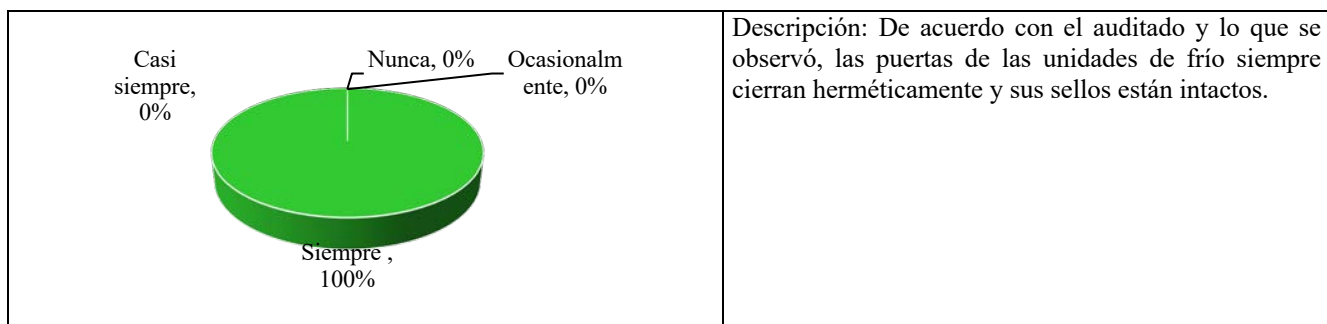 Casi
siempre,
0%
Nunca, 0%
Ocasionalm
ente, 0%
Siempre ,
100%
Descripción: De acuerdo con el auditado y lo que se
observó, las puertas de las unidades de frío siempre
cierran herméticamente y sus sellos están intactos.